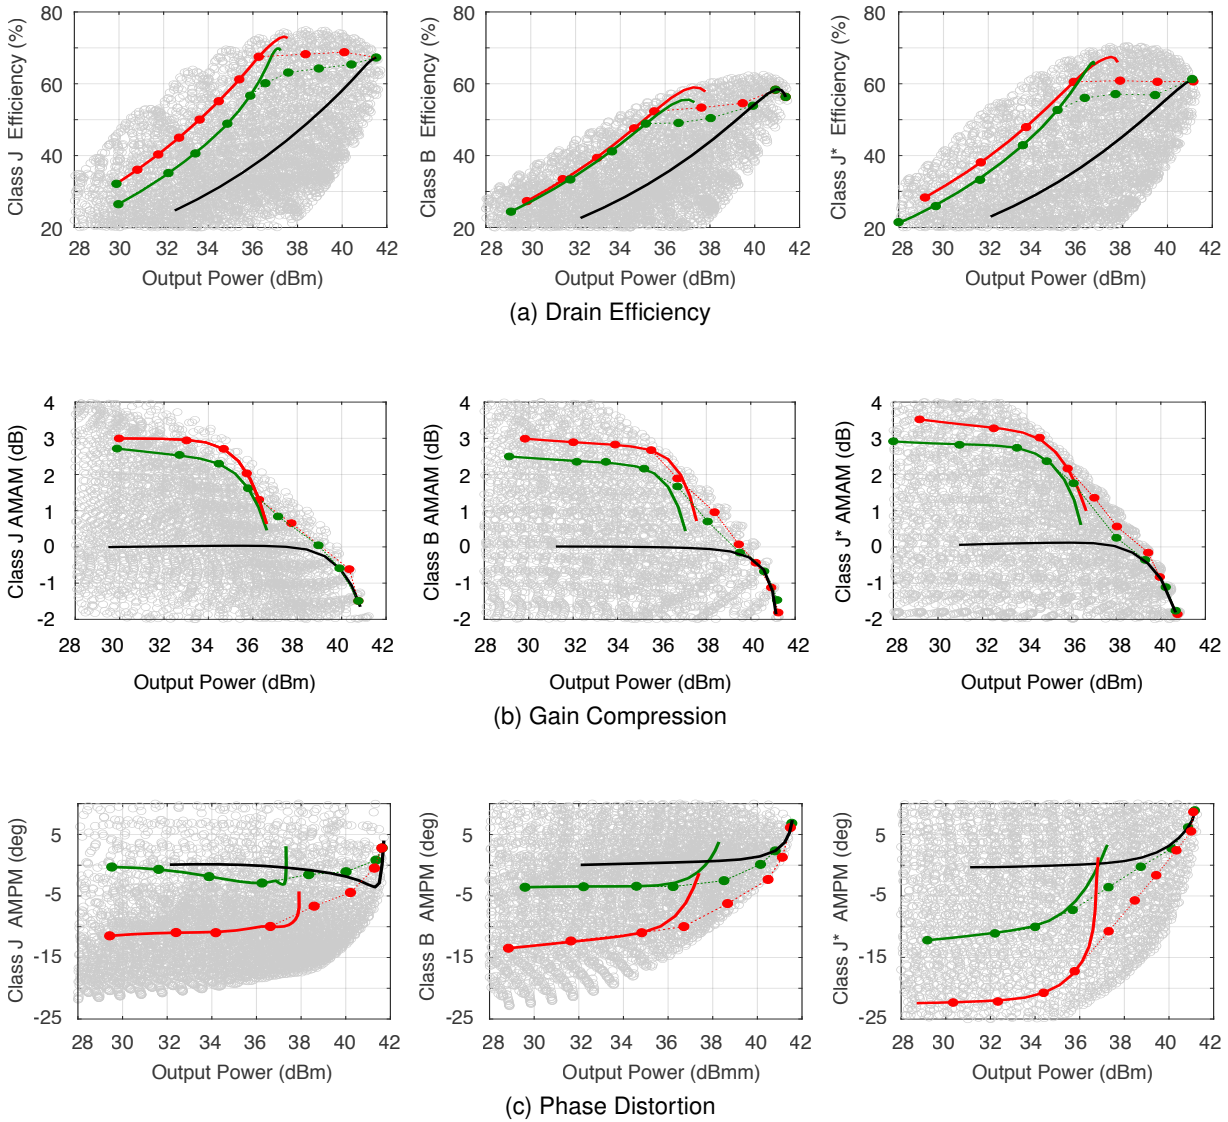 Class J Efficiency (%)
80
60
40
20
28 30 32 34 36 38 40 42
Output Power (dBm)
Class B Efficiency (%)
80
60
40
20
28 30 32 34 36 38 40 42
Output Power (dBm)
Class J* Efficiency (%)
80
60
40
20
28 30 32 34 36 38 40 42
Output Power (dBm)
(a) Drain Efficiency
Class J AMAM (dB)
4
3
2
1
0
-1
-2
28 30 32 34 36 38 40 42
Output Power (dBm)
Class B AMAM (dB)
4
3
2
1
0
-1
-2
28 30 32 34 36 38 40 42
Output Power (dBm)
Class J* AMAM (dB)
4
3
2
1
0
-1
-2
28 30 32 34 36 38 40 42
Output Power (dBm)
(b) Gain Compression
Class J AMPM (deg)
5
-5
-15
-25
28 30 32 34 36 38 40 42
Output Power (dBm)
Class B AMPM (deg)
5
-5
-15
-25
28 30 32 34 36 38 40 42
Output Power (dBmm)
Class J* AMPM (deg)
5
-5
-15
-25
28 30 32 34 36 38 40 42
Output Power (dBm)
(c) Phase Distortion